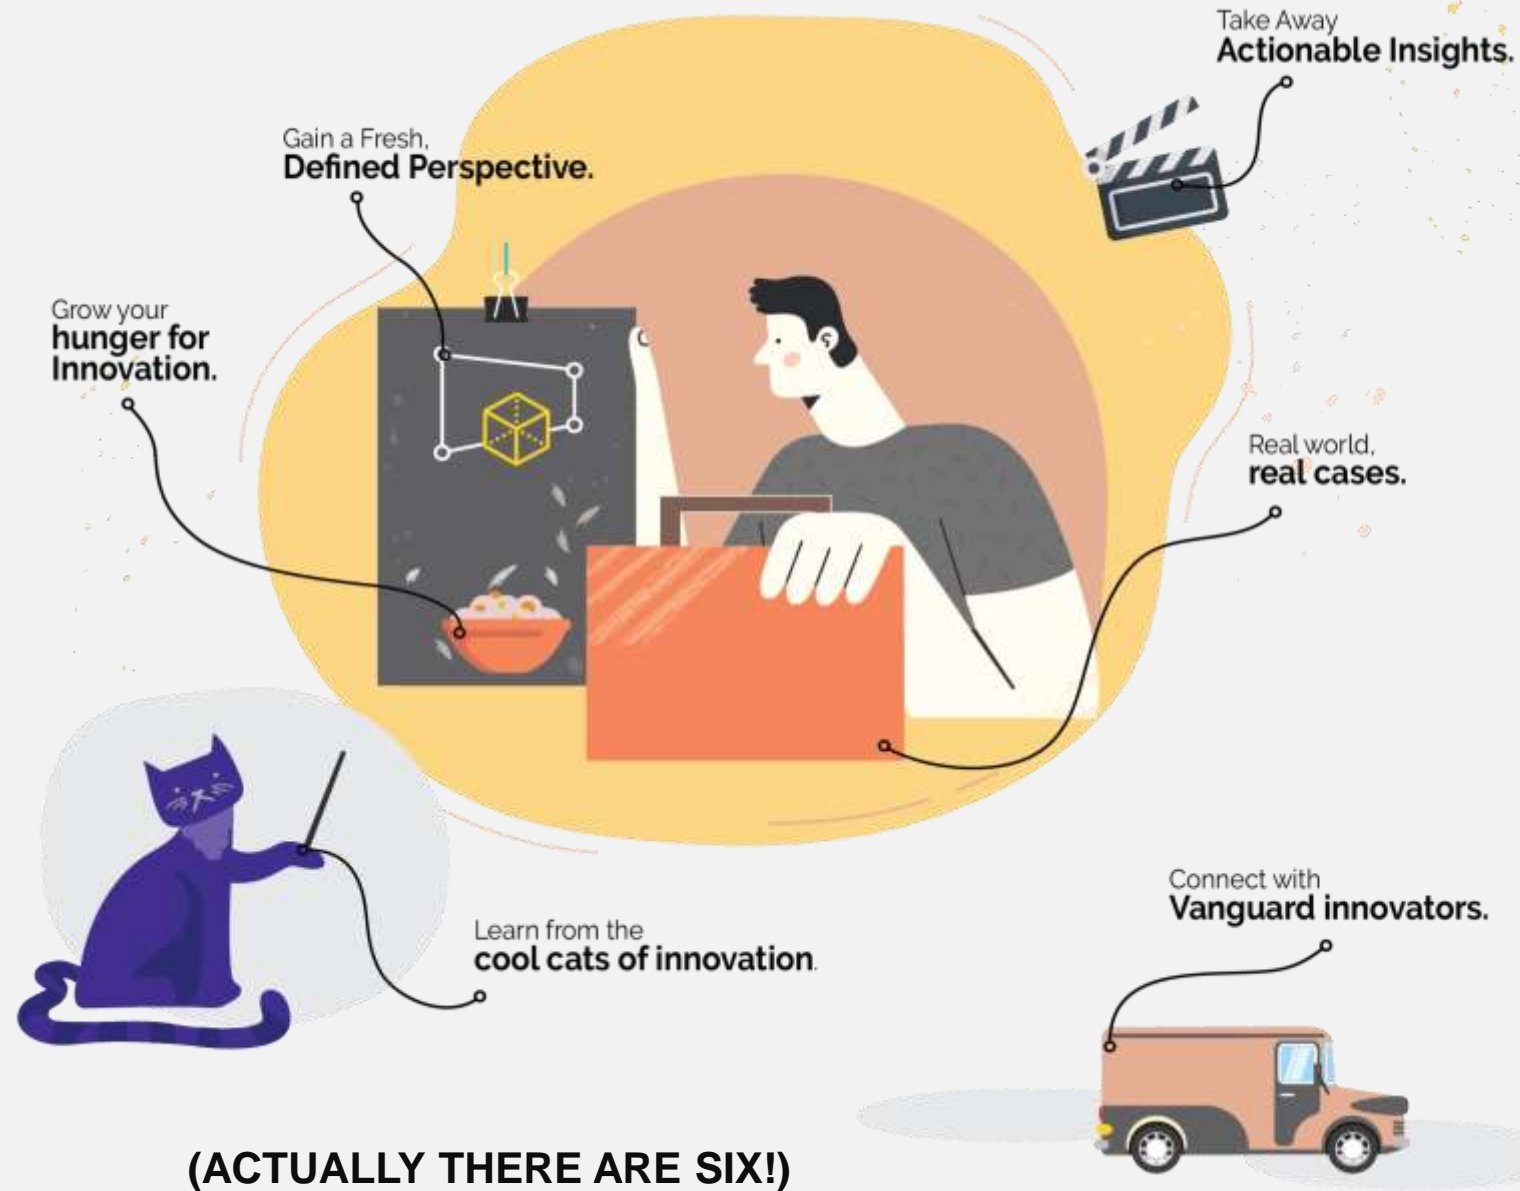 Take Away
Actionable Insights.
Gain a Fresh,
Defined Perspective.
Grow your
hunger for
Innovation.
Real world,
real cases.
Learn from the
cool cats of innovation.
Connect with
Vanguard innovators.
(ACTUALLY THERE ARE SIX!)